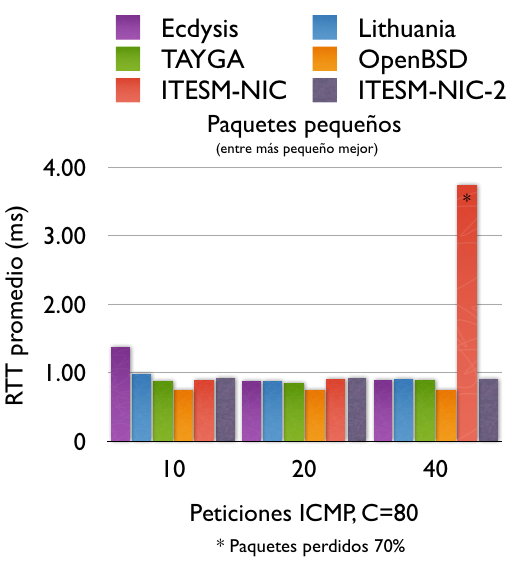 Ecdysis Lithuania
TAYGA OpenBSD
ITESM-NIC ITESM-NIC-2
Paquetes pequeños
(entre más pequeño mejor)
RTT promedio (ms)
4.00
3.00
2.00
1.00
0
*
10 20 40
Peticiones ICMP, C=80
* Paquetes perdidos 70%